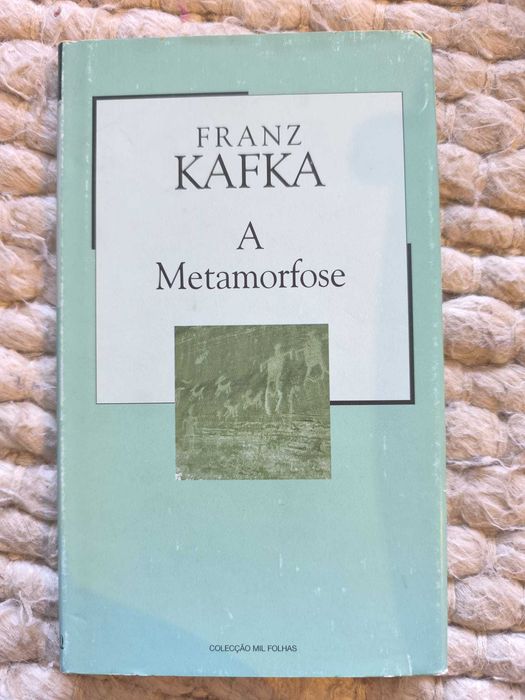 FRANZ
KAFKA
A
Metamorfose
COLECÇÃO MIL FOLHAS